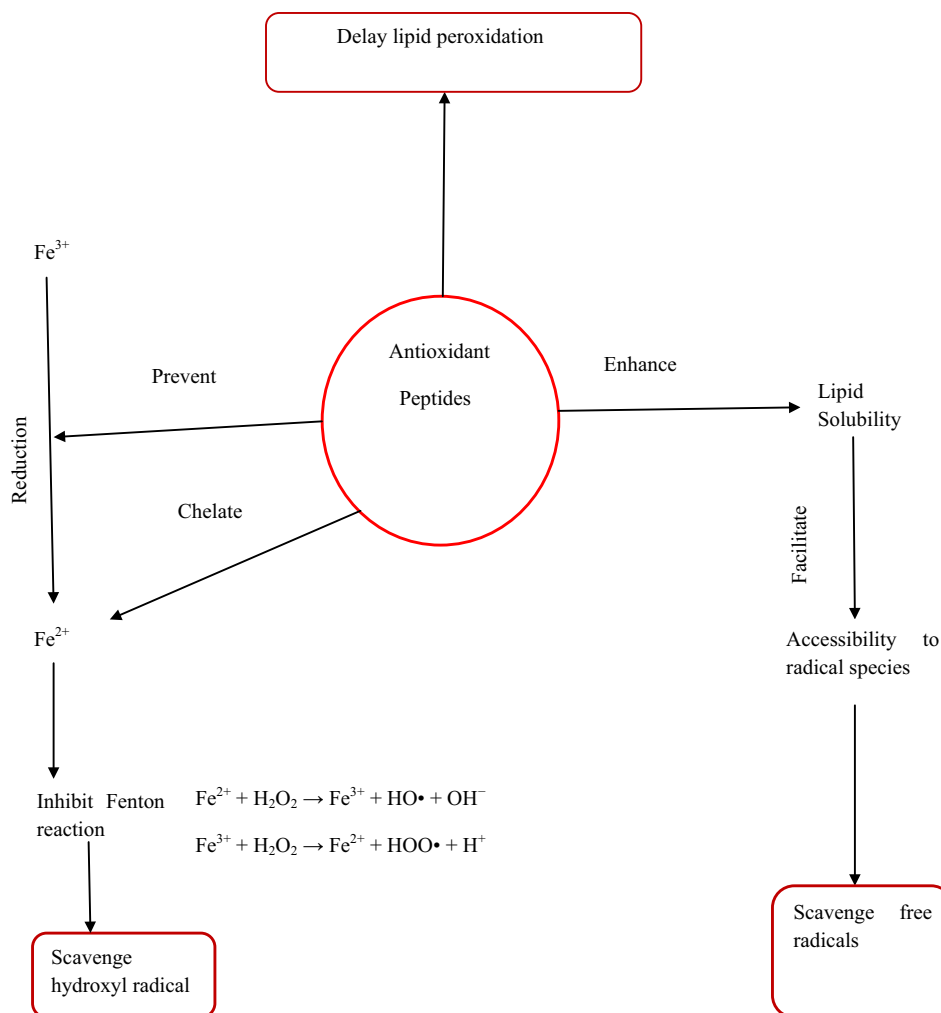 Delay lipid peroxidation
Fe³⁺
Antioxidant
Peptides
Prevent
Enhance
Lipid
Solubility
Reduction
Chelate
Facilitate
Fe²⁺
Accessibility to
radical species
Inhibit Fenton
reaction
Fe²⁺ + H₂O₂ → Fe³⁺ + HO• + OH⁻
Fe³⁺ + H₂O₂ → Fe²⁺ + HOO• + H⁺
Scavenge free
radicals
Scavenge
hydroxyl radical